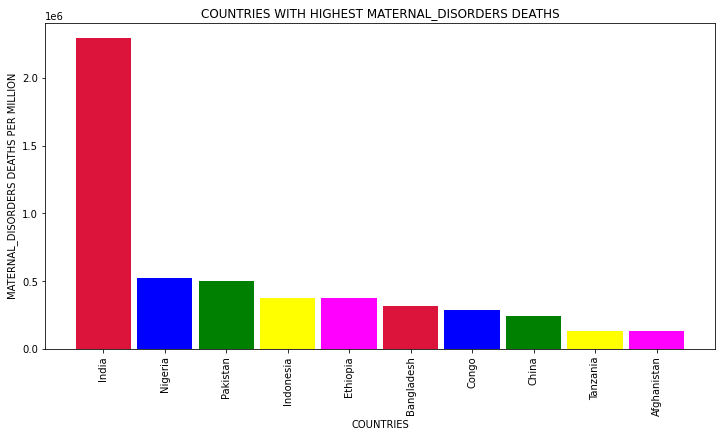 COUNTRIES WITH HIGHEST MATERNAL_DISORDERS DEATHS
1e6
MATERNAL_DISORDERS DEATHS PER MILLION
2.0
1.5
1.0
0.5
0.0
India
Nigeria
Pakistan
Indonesia
Ethiopia
Bangladesh
Congo
China
Tanzania
Afghanistan
COUNTRIES